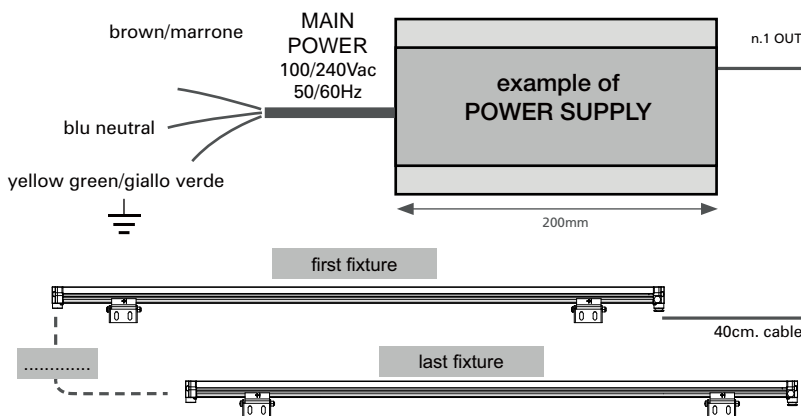 brown/marrone
MAIN
POWER
100/240Vac
50/60Hz
n.1 OUT
example of
POWER SUPPLY
blu neutral
yellow green/giallo verde
200mm
first fixture
40cm. cable
.............
last fixture